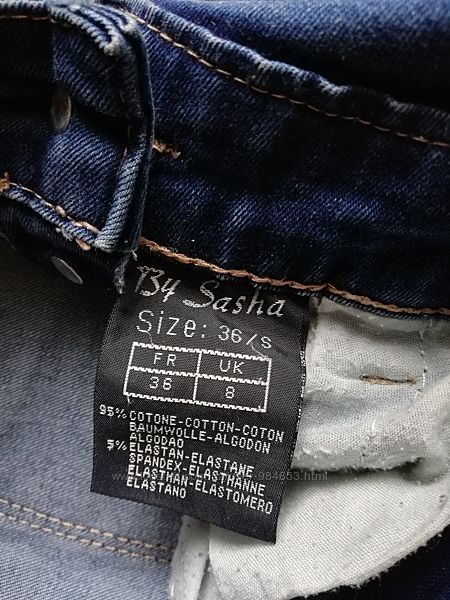 By Sasha
Size: 36/S
FR UK
36 8
95% COTONE-COTTON-COTON
BAUMWOLLE-ALGODON
ALGODAO
5% ELASTAN-ELASTANE
SPANDEX-ELASTHANNE
ELASTHAN-ELASTOMERO
ELASTANO